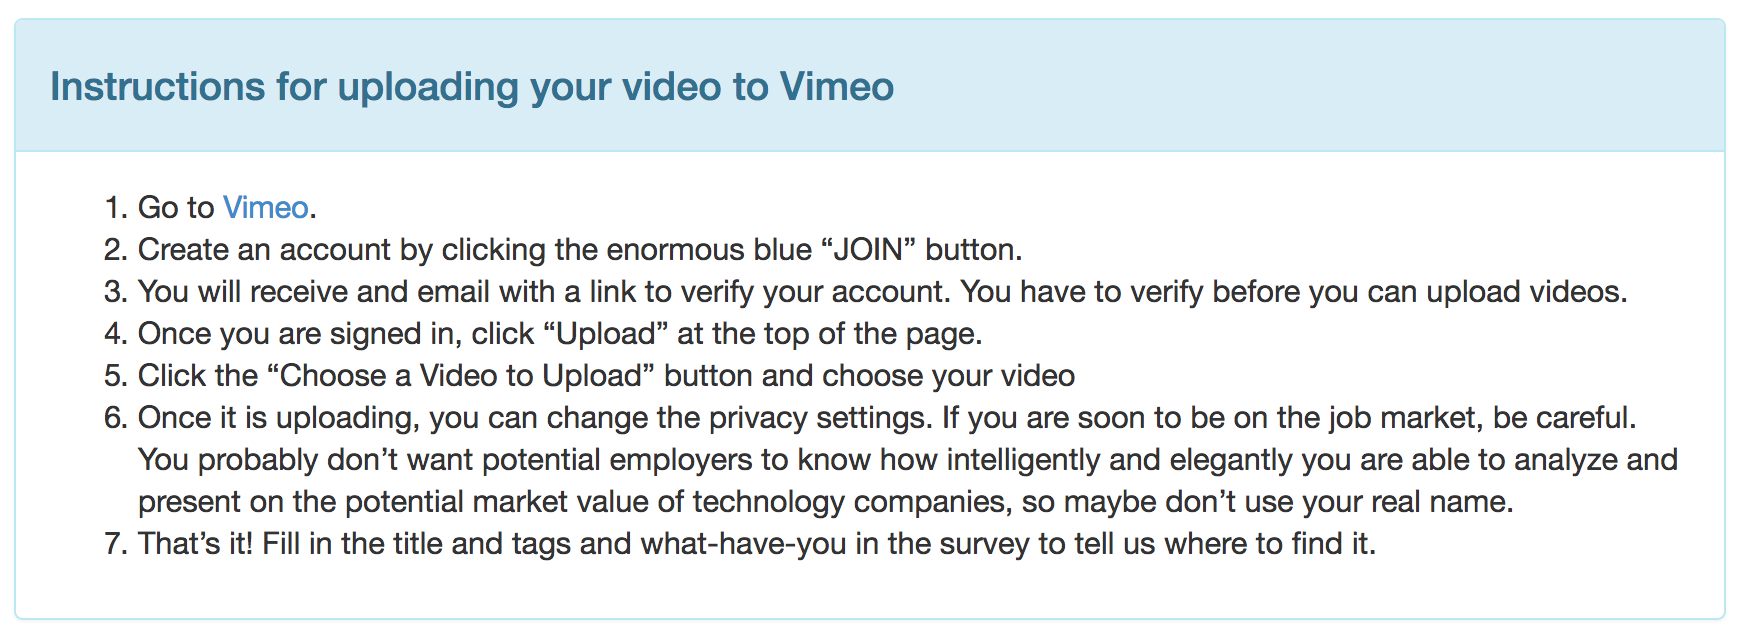 Instructions for uploading your video to Vimeo
1. Go to Vimeo.
2. Create an account by clicking the enormous blue “JOIN” button.
3. You will receive and email with a link to verify your account. You have to verify before you can upload videos.
4. Once you are signed in, click “Upload” at the top of the page.
5. Click the “Choose a Video to Upload” button and choose your video
6. Once it is uploading, you can change the privacy settings. If you are soon to be on the job market, be careful.
You probably don’t want potential employers to know how intelligently and elegantly you are able to analyze and
present on the potential market value of technology companies, so maybe don’t use your real name.
7. That’s it! Fill in the title and tags and what-have-you in the survey to tell us where to find it.